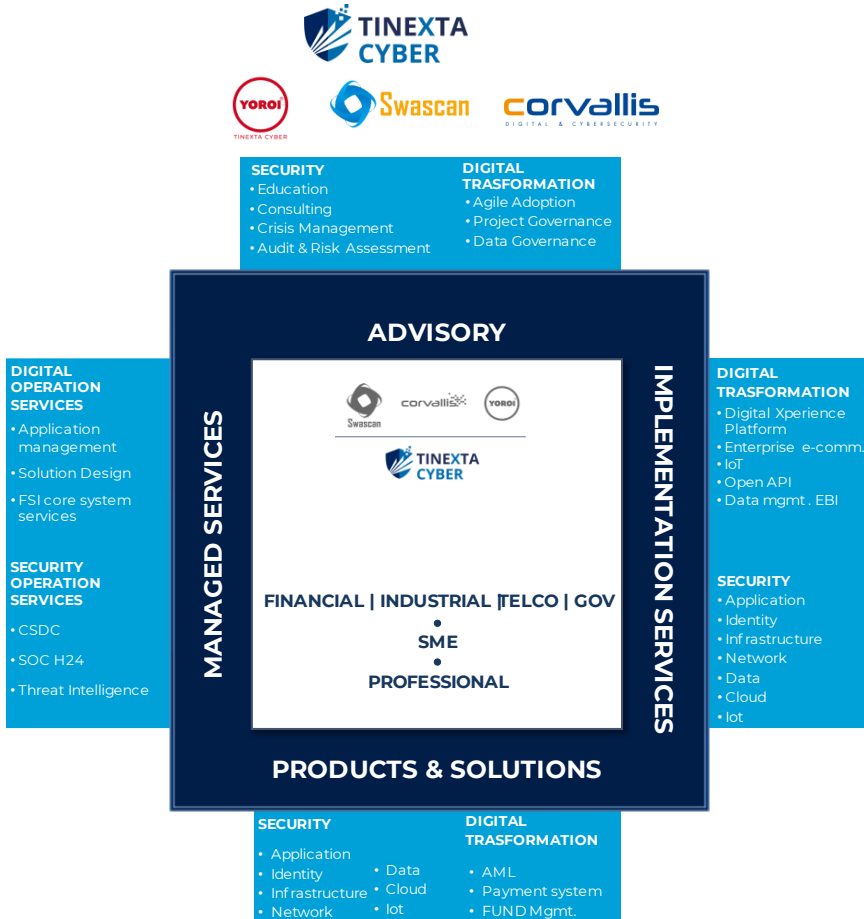 TINEXTA
CYBER
YOROI
TINEXTA CYBER
Swascan
corvallis
DIGITAL & CYBERSECURITY
SECURITY
• Education
• Consulting
• Crisis Management
• Audit & Risk Assessment
DIGITAL
TRASFORMATION
• Agile Adoption
• Project Governance
• Data Governance
ADVISORY
DIGITAL
OPERATION
SERVICES
• Application
management
• Solution Design
• FSI core system
services
SECURITY
OPERATION
SERVICES
• CSDC
• SOC H24
• Threat Intelligence
MANAGED SERVICES
Swascan
corvallis
YOROI
TINEXTA
CYBER
FINANCIAL | INDUSTRIAL |TELCO | GOV
•
SME
•
PROFESSIONAL
IMPLEMENTATION SERVICES
DIGITAL
TRASFORMATION
• Digital Xperience
Platform
• Enterprise e-comm.
• IoT
• Open API
• Data mgmt. EBI
SECURITY
• Application
• Identity
• Infrastructure
• Network
• Data
• Cloud
• Iot
PRODUCTS & SOLUTIONS
SECURITY
• Application
• Identity
• Infrastructure
• Network
• Data
• Cloud
• Iot
DIGITAL
TRASFORMATION
• AML
• Payment system
• FUND Mgmt.